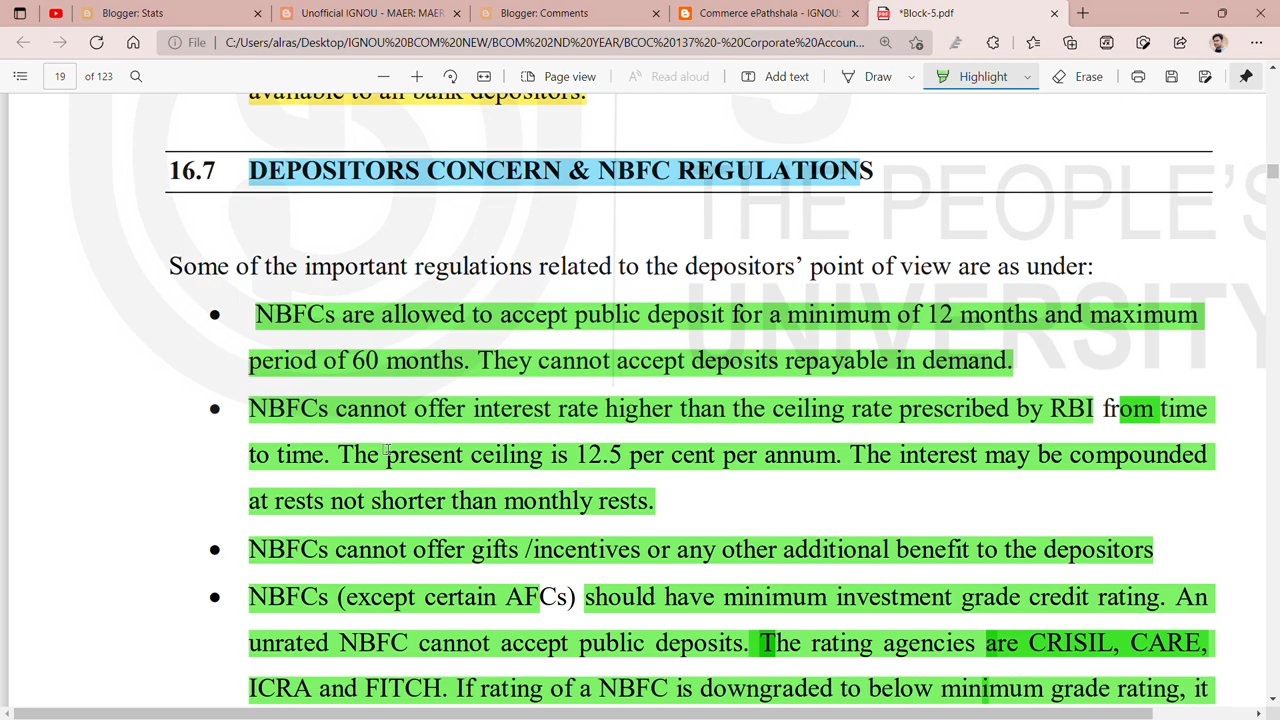 Blogger: Stats
Unofficial IGNOU - MAER: MAER
Blogger: Comments
Commerce ePathshala - IGNOU:
*Block-5.pdf
File
C:/Users/alras/Desktop/IGNOU%20BCOM%20NEW/BCOM%202ND%20YEAR/BCOC%20137%20-%20Corporate%20Accoun...
19 of 123
Page view
Read aloud
Add text
Draw
Highlight
Erase
available to all bank depositors.
16.7 DEPOSITORS CONCERN & NBFC REGULATIONS
THE PEOPLE'S
UNIVERSITY
Some of the important regulations related to the depositors’ point of view are as under:
• NBFCs are allowed to accept public deposit for a minimum of 12 months and maximum
period of 60 months. They cannot accept deposits repayable in demand.
• NBFCs cannot offer interest rate higher than the ceiling rate prescribed by RBI from time
to time. The present ceiling is 12.5 per cent per annum. The interest may be compounded
at rests not shorter than monthly rests.
• NBFCs cannot offer gifts /incentives or any other additional benefit to the depositors
• NBFCs (except certain AFCs) should have minimum investment grade credit rating. An
unrated NBFC cannot accept public deposits. The rating agencies are CRISIL, CARE,
ICRA and FITCH. If rating of a NBFC is downgraded to below minimum grade rating, it